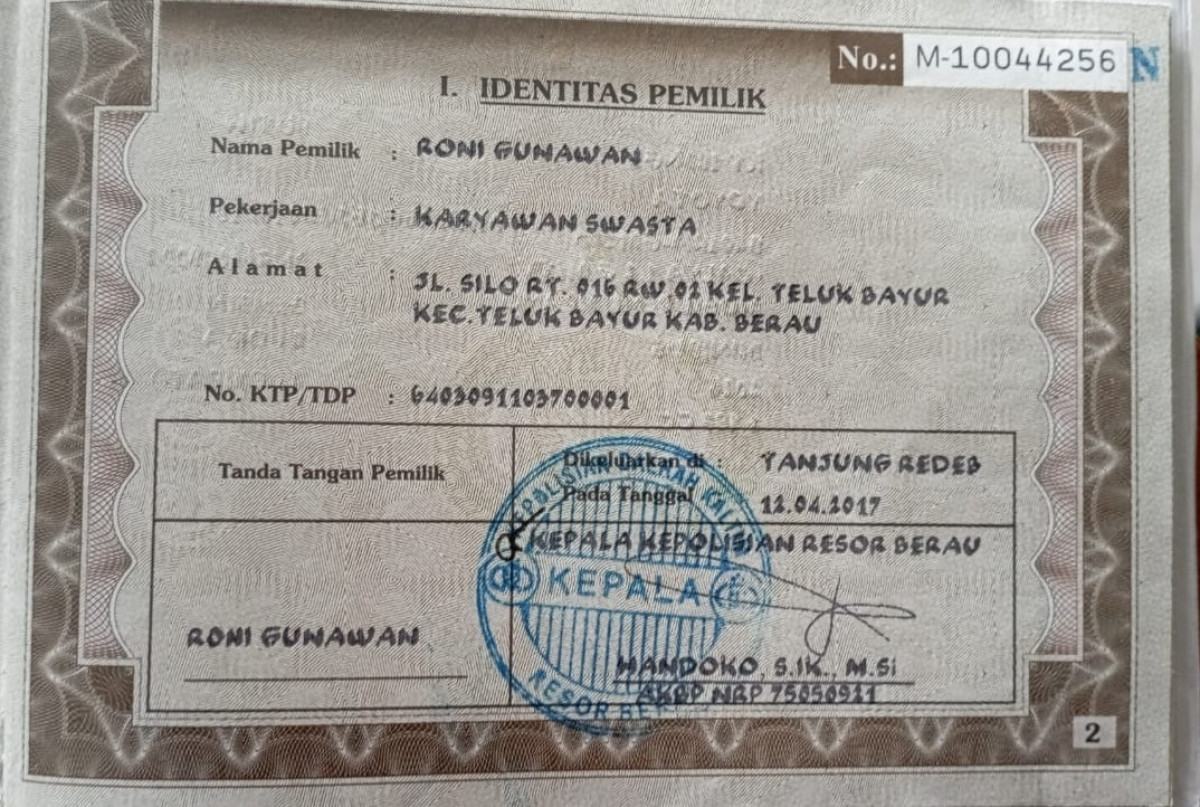 No.: M-10044256 N
I. IDENTITAS PEMILIK
Nama Pemilik : RONI GUNAWAN
Pekerjaan : KARYAWAN SWASTA
Alamat : JL. SILO RT. 016 RW.02 KEL. TELUK BAYUR
KEC.TELUK BAYUR KAB. BERAU
No. KTP/TDP : 6403091103700001
Tanda Tangan Pemilik
Dikeluarkan di : TANJUNG REDEB
Pada Tanggal 12.04.2017
KEPALA KEPOLISIAN RESOR BERAU
KEPALA
RESOR
RONI GUNAWAN
HANDOKO, S.IK., M.Si
AKBP NRP 75050911
2